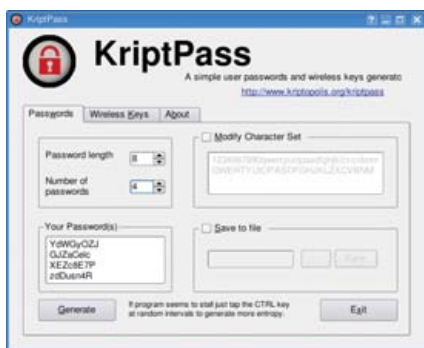 KriptPass
KriptPass
A simple user passwords and wireless keys generatc
http://www.kriptopolis.org/kriptpass
Passwords Wireless Keys About
Password length 8
Number of passwords 4
Modify Character Set
Your Password(s)
YdWGyOZJ
GJZaCelc
XEZc8E7P
zdDusn4R
Save to file
...
Save
Generate
If program seems to stall just tap the CTRL key
at random intervals to generate more entropy.
Exit